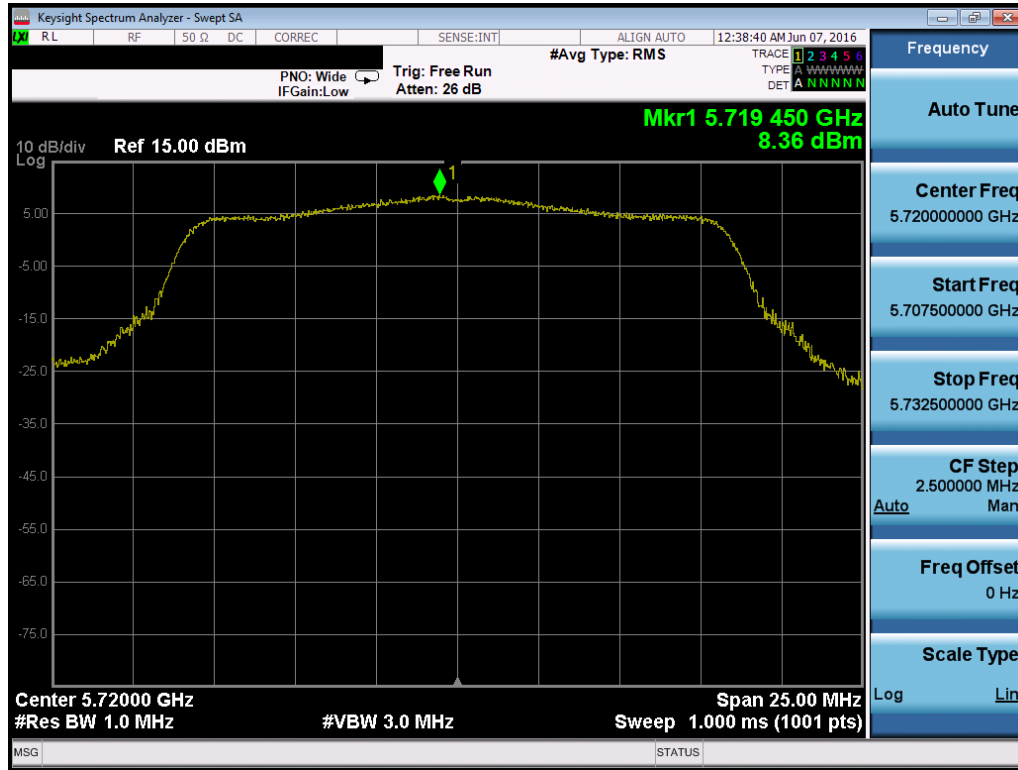 Keysight Spectrum Analyzer - Swept SA
LXI RL RF 50 Ω DC CORREC SENSE:INT ALIGN AUTO 12:38:40 AM Jun 07, 2016
#Avg Type: RMS
TRACE 1 2 3 4 5 6
TYPE A WWWWW
DET A N N N N N
PNO: Wide
IFGain:Low
Trig: Free Run
Atten: 26 dB
Mkr1 5.719 450 GHz
8.36 dBm
10 dB/div Ref 15.00 dBm
Log
1
5.00
-5.00
-15.0
-25.0
-35.0
-45.0
-55.0
-65.0
-75.0
Center 5.72000 GHz Span 25.00 MHz
#Res BW 1.0 MHz #VBW 3.0 MHz Sweep 1.000 ms (1001 pts)
MSG STATUS
Frequency
Auto Tune
Center Freq
5.720000000 GHz
Start Freq
5.707500000 GHz
Stop Freq
5.732500000 GHz
CF Step
2.500000 MHz
Auto Man
Freq Offset
0 Hz
Scale Type
Log Lin